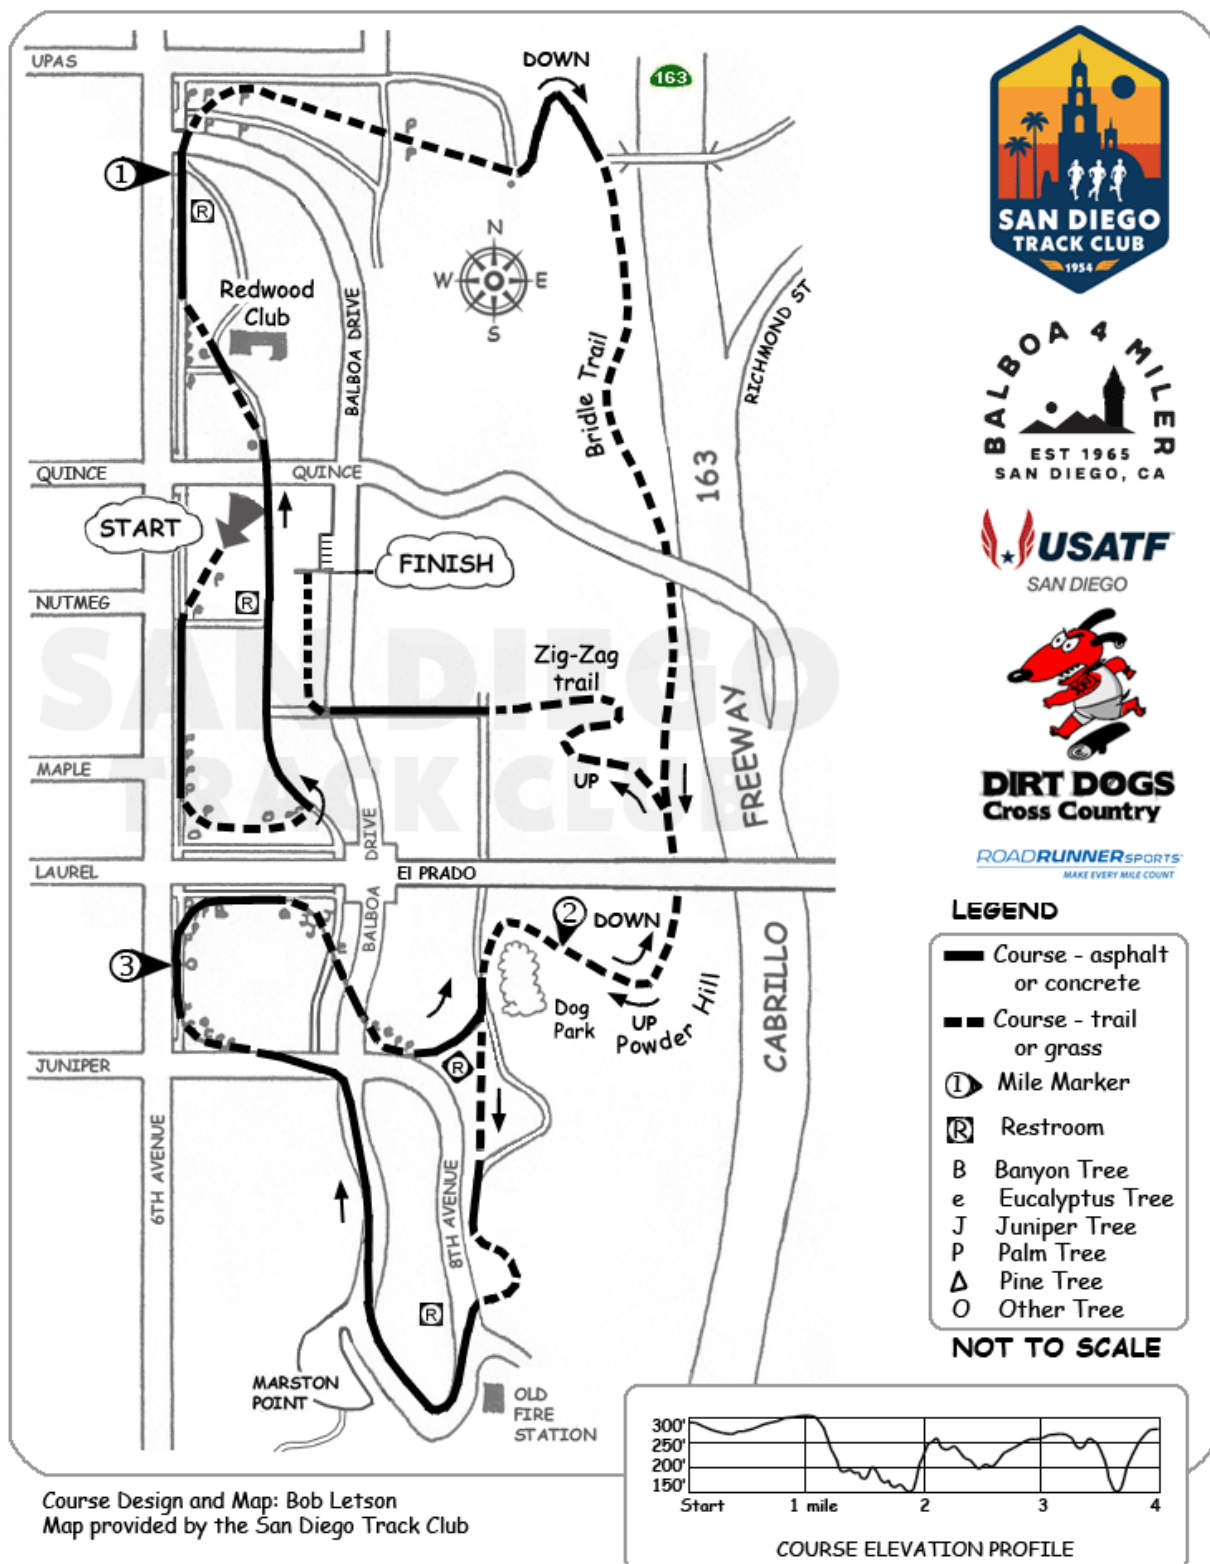 UPAS
DOWN
163
1
R
N
W
E
S
Redwood
Club
BALBOA DRIVE
Bridle Trail
RICHMOND ST
163
QUINCE
QUINCE
START
FINISH
NUTMEG
R
Zig-Zag
trail
SAN DIEGO
TRACK CLUB
MAPLE
UP
FREEWAY
LAUREL
BALBOA DRIVE
El PRADO
2
DOWN
3
Dog
Park
UP
Powder Hill
CABRILLO
JUNIPER
R
6TH AVENUE
8TH AVENUE
R
MARSTON
POINT
OLD
FIRE
STATION
SAN DIEGO
TRACK CLUB
1954
BALBOA 4 MILER
EST 1965
SAN DIEGO, CA
USATF
SAN DIEGO
DIRT DOGS
Cross Country
ROADRUNNER SPORTS
MAKE EVERY MILE COUNT
LEGEND
Course - asphalt
or concrete
Course - trail
or grass
1 Mile Marker
R Restroom
B Banyon Tree
e Eucalyptus Tree
J Juniper Tree
P Palm Tree
Δ Pine Tree
O Other Tree
NOT TO SCALE
300'
250'
200'
150'
Start 1 mile 2 3 4
COURSE ELEVATION PROFILE
Course Design and Map: Bob Letson
Map provided by the San Diego Track Club